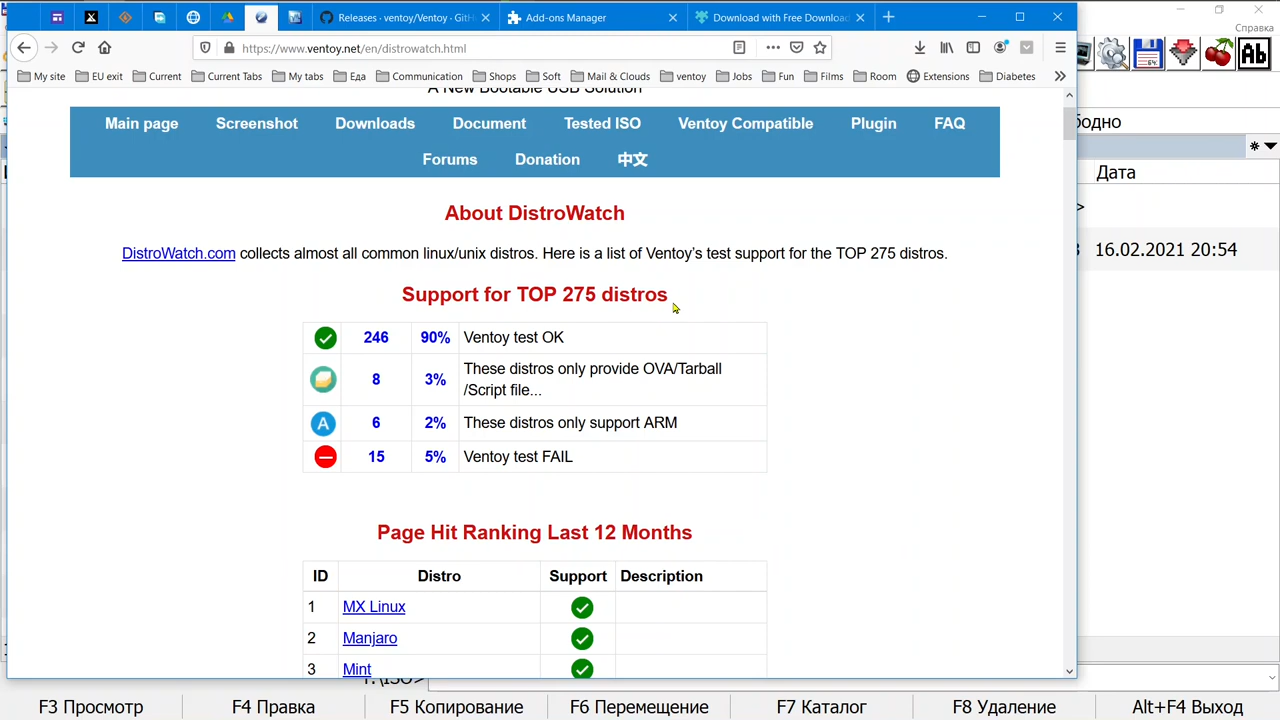 Releases · ventoy/Ventoy · GitH
Add-ons Manager
Download with Free Download
Справка
https://www.ventoy.net/en/distrowatch.html
64
Ab
My site
EU exit
Current
Current Tabs
My tabs
Еда
Communication
Shops
Soft
Mail & Clouds
ventoy
Jobs
Fun
Films
Room
Extensions
Diabetes
A New Bootable USB Solution
Main page Screenshot Downloads Document Tested ISO Ventoy Compatible Plugin FAQ
бодно
Forums Donation 中文
Дата
About DistroWatch
DistroWatch.com collects almost all common linux/unix distros. Here is a list of Ventoy's test support for the TOP 275 distros.
16.02.2021 20:54
Support for TOP 275 distros
246 90% Ventoy test OK
8 3% These distros only provide OVA/Tarball
/Script file...
A 6 2% These distros only support ARM
15 5% Ventoy test FAIL
Page Hit Ranking Last 12 Months
ID Distro Support Description
1 MX Linux
2 Manjaro
3 Mint
F3 Просмотр
F4 Правка
F5 Копирование
F6 Перемещение
F7 Каталог
F8 Удаление
Alt+F4 Выход